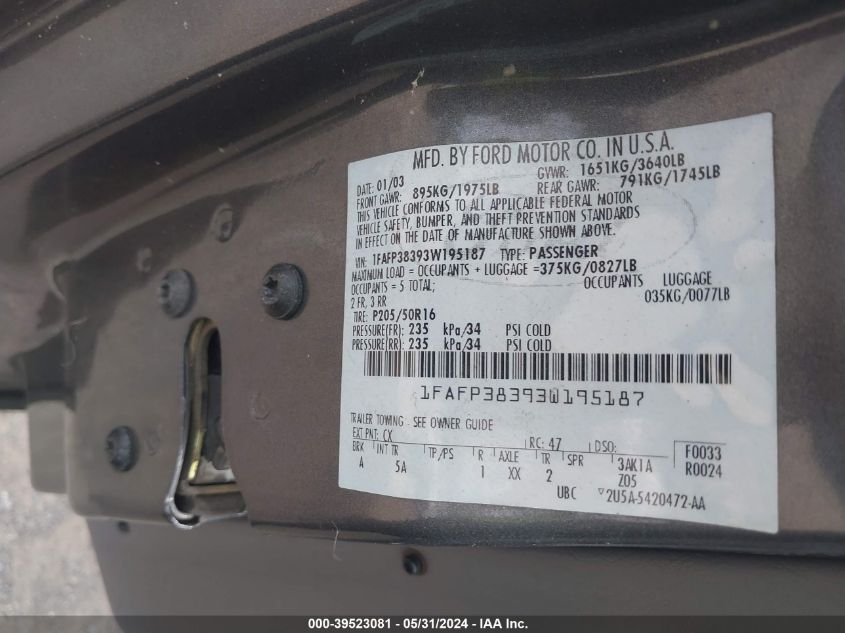 MFD. BY FORD MOTOR CO. IN U.S.A.
DATE: 01/03 GVWR: 1651KG/3640LB
FRONT GAWR: 895KG/1975LB REAR GAWR: 791KG/1745LB
THIS VEHICLE CONFORMS TO ALL APPLICABLE FEDERAL MOTOR
VEHICLE SAFETY, BUMPER, AND THEFT PREVENTION STANDARDS
IN EFFECT ON THE DATE OF MANUFACTURE SHOWN ABOVE.
VIN: 1FAFP38393W195187 TYPE: PASSENGER
MAXIMUM LOAD = OCCUPANTS + LUGGAGE =375KG/0827LB
OCCUPANTS = 5 TOTAL; LUGGAGE
2 FR, 3 RR 035KG/0077LB
TIRE: P205/50R16
PRESSURE(FR): 235 kPa/34 PSI COLD
PRESSURE(RR): 235 kPa/34 PSI COLD
1FAFP38393W195187
TRAILER TOWING - SEE OWNER GUIDE
EXT PNT: CX RC: 47 DSO: F0033
BRK INT TR TP/PS R AXLE TR SPR 3AK1A R0024
A 5A 1 XX 2 Z05
UBC ▽2U5A-5420472-AA
000-39523081 - 05/31/2024 - IAA Inc.